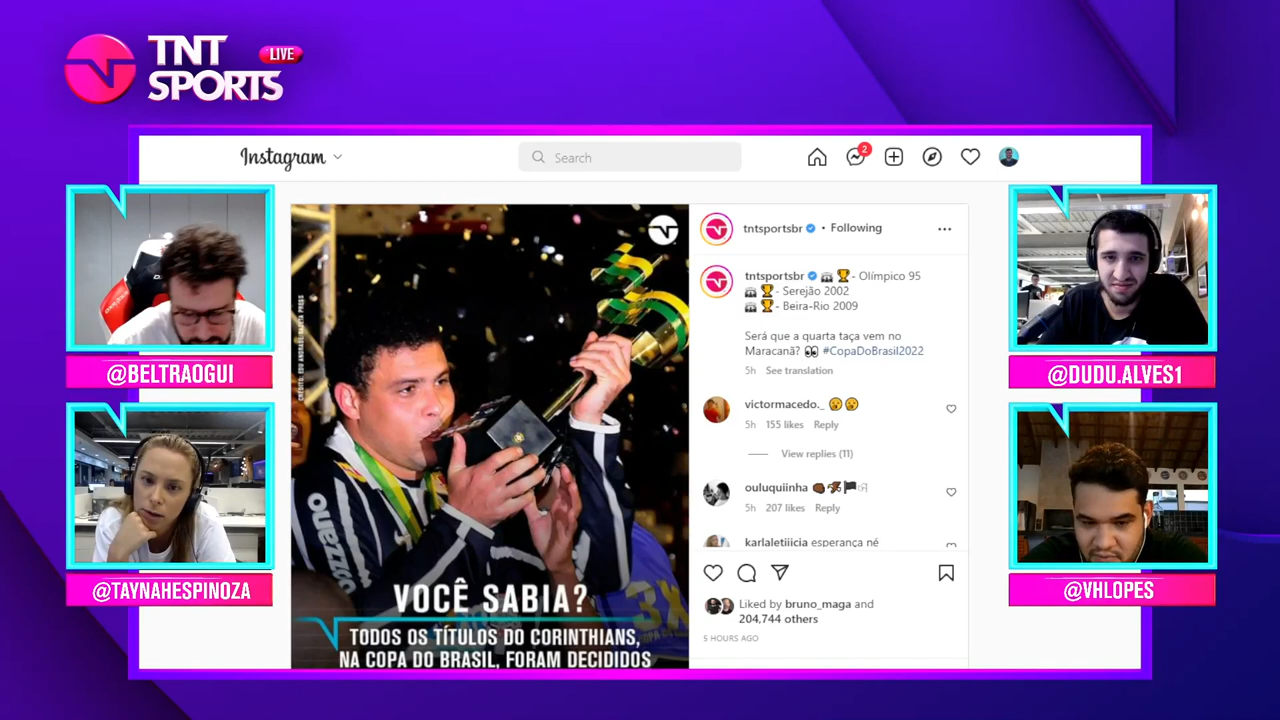 TNT
SPORTS
LIVE
Instagram
Search
2
@BELTRAOGUI
@TAYNAHESPINOZA
@DUDU.ALVES1
@VHLOPES
VOCÊ SABIA?
TODOS OS TÍTULOS DO CORINTHIANS,
NA COPA DO BRASIL, FORAM DECIDIDOS
tntsportsbr • Following
tntsportsbr - Olímpico 95
- Serejão 2002
- Beira-Rio 2009
Será que a quarta taça vem no
Maracanã? 👀 #CopaDoBrasil2022
5h See translation
victormacedo._ 😮😮
5h 155 likes Reply
View replies (11)
ouluquiinha
5h 207 likes Reply
karlaletiiicia esperança né
Liked by bruno_maga and
204,744 others
5 HOURS AGO